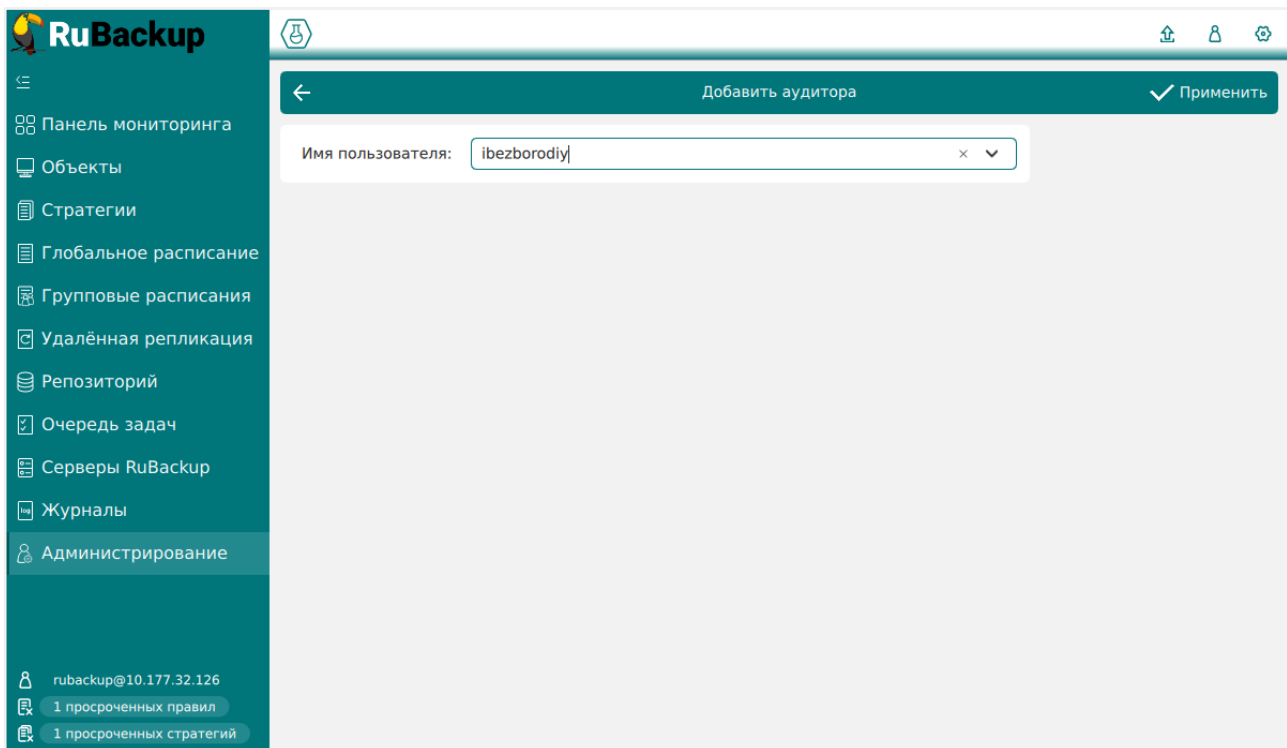 RuBackup
Добавить аудитора
Применить
Имя пользователя:
ibezborodiy
Панель мониторинга
Объекты
Стратегии
Глобальное расписание
Групповые расписания
Удалённая репликация
Репозиторий
Очередь задач
Серверы RuBackup
log
Журналы
Администрирование
rubackup@10.177.32.126
1 просроченных правил
1 просроченных стратегий